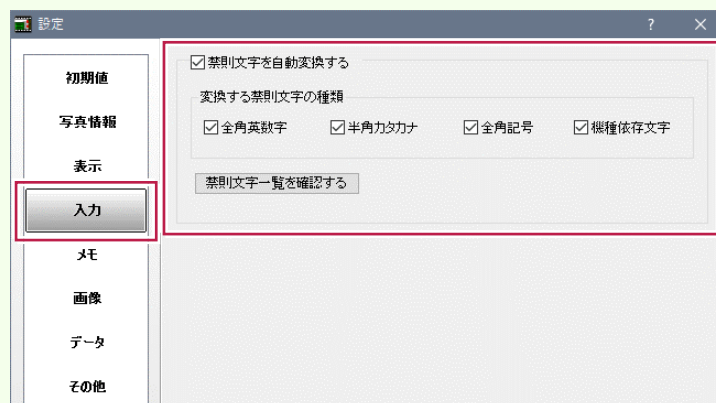 設定
初期値
写真情報
表示
入力
メモ
画像
データ
その他
禁則文字を自動変換する
変換する禁則文字の種類
全角英数字 半角カタカナ 全角記号 機種依存文字
禁則文字一覧を確認する